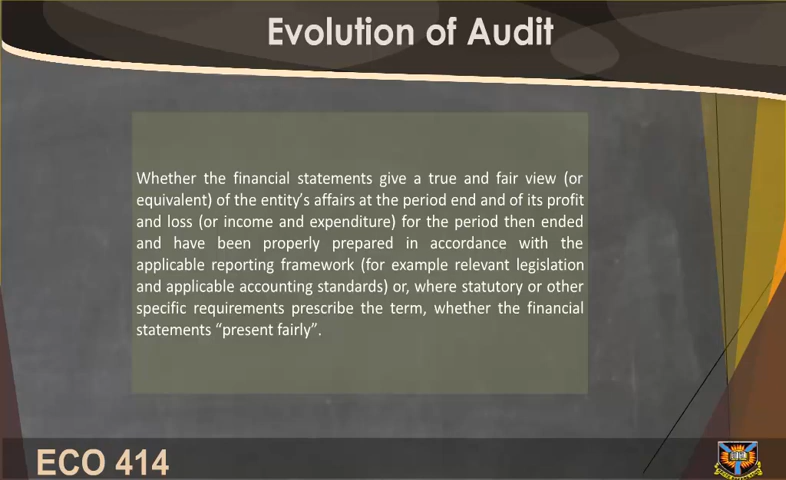 Evolution of Audit
Whether the financial statements give a true and fair view (or
equivalent) of the entity's affairs at the period end and of its profit
and loss (or income and expenditure) for the period then ended
and have been properly prepared in accordance with the
applicable reporting framework (for example relevant legislation
and applicable accounting standards) or, where statutory or other
specific requirements prescribe the term, whether the financial
statements “present fairly”.
ECO 414